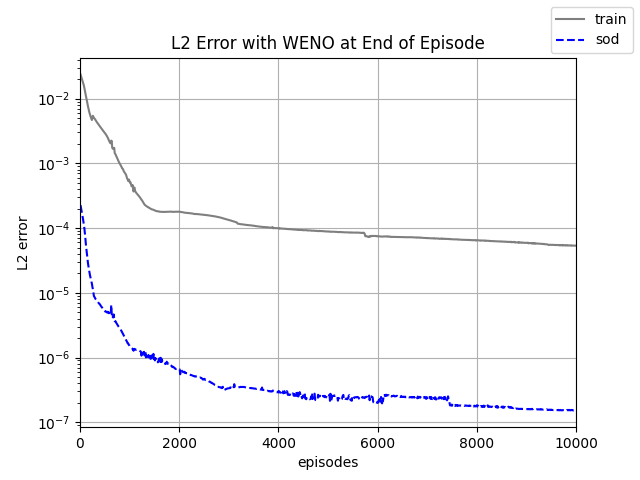 L2 Error with WENO at End of Episode
train
sod
L2 error
10⁻²
10⁻³
10⁻⁴
10⁻⁵
10⁻⁶
10⁻⁷
0 2000 4000 6000 8000 10000
episodes